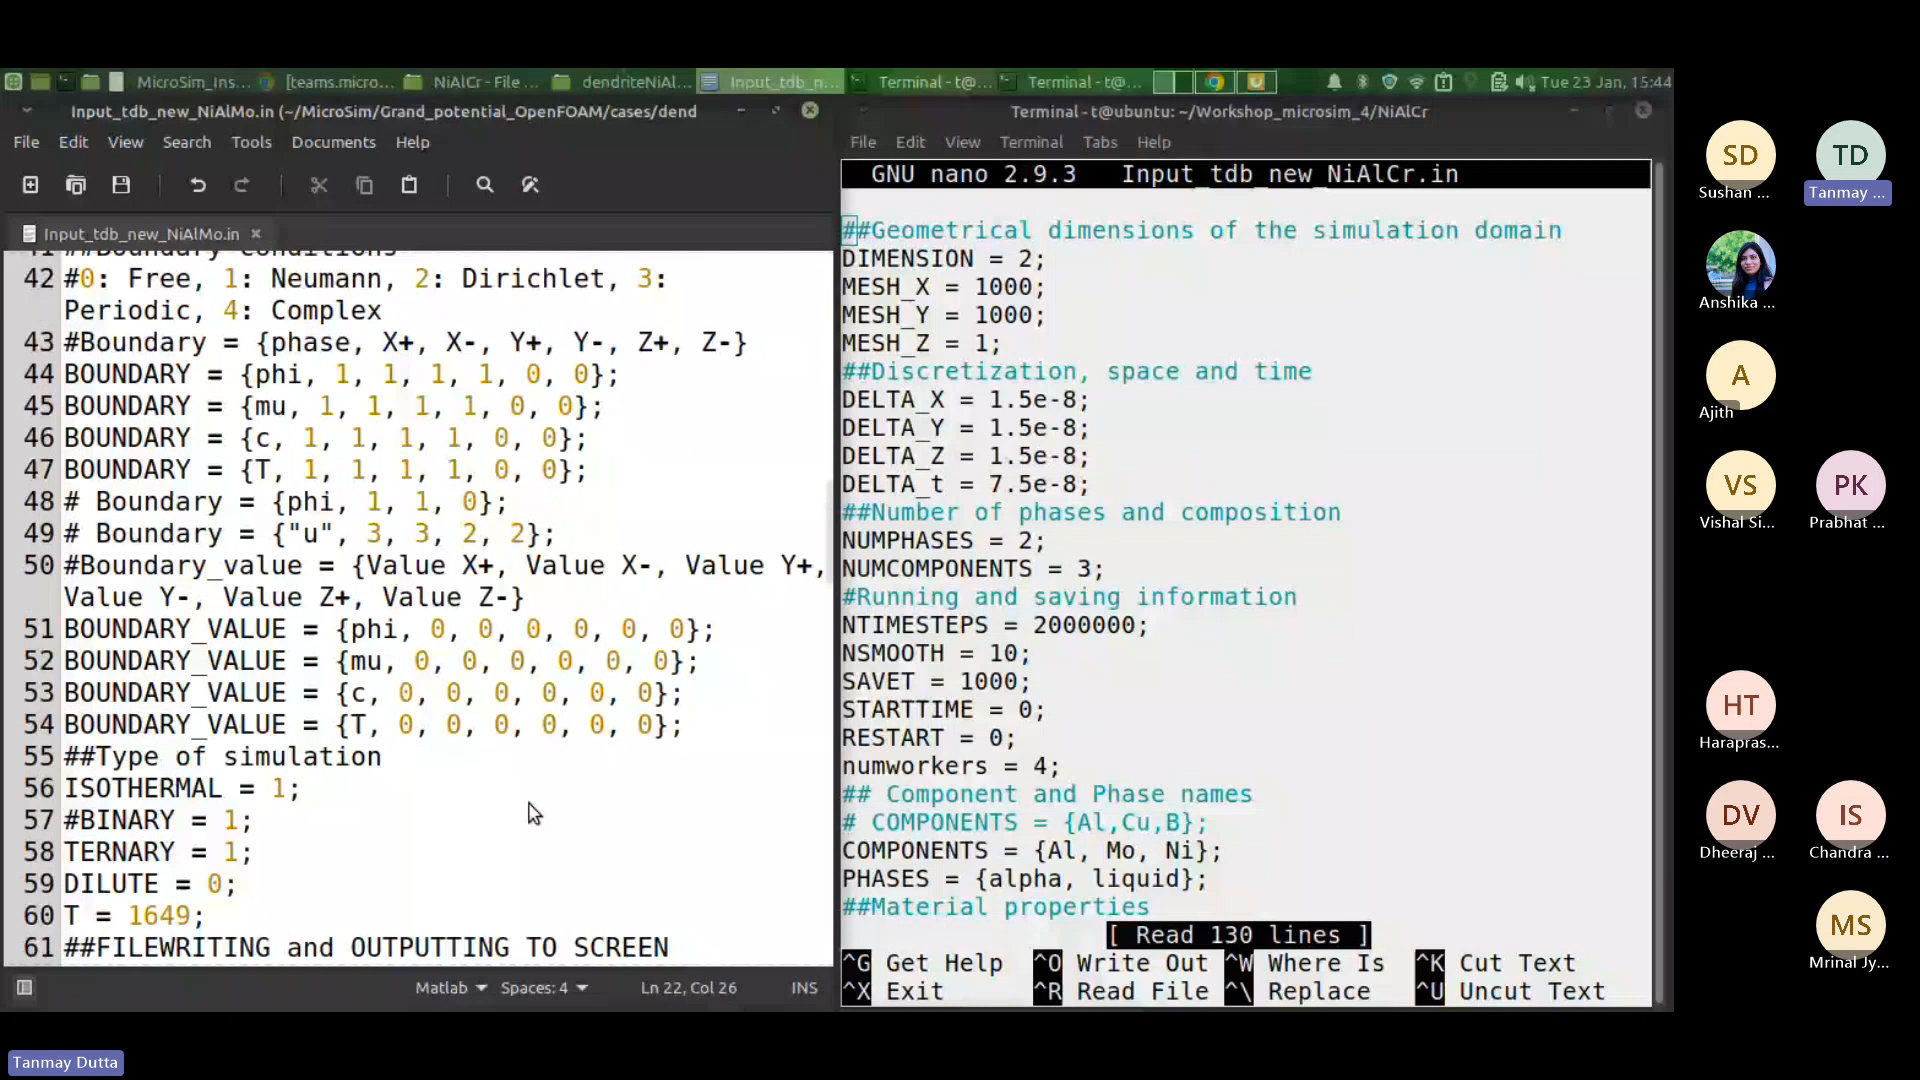 MicroSim_Ins...
[teams.micro...
NiAlCr - File ...
dendriteNiAl...
Input_tdb_n...
Terminal - t@...
Terminal - t@...
Tue 23 Jan, 15:44
Input_tdb_new_NiAlMo.in (~/MicroSim/Grand_potential_OpenFOAM/cases/dend
File Edit View Search Tools Documents Help
Input_tdb_new_NiAlMo.in
42 #0: Free, 1: Neumann, 2: Dirichlet, 3:
Periodic, 4: Complex
43 #Boundary = {phase, X+, X-, Y+, Y-, Z+, Z-}
44 BOUNDARY = {phi, 1, 1, 1, 1, 0, 0};
45 BOUNDARY = {mu, 1, 1, 1, 1, 0, 0};
46 BOUNDARY = {c, 1, 1, 1, 1, 0, 0};
47 BOUNDARY = {T, 1, 1, 1, 1, 0, 0};
48 # Boundary = {phi, 1, 1, 0};
49 # Boundary = {"u", 3, 3, 2, 2};
50 #Boundary_value = {Value X+, Value X-, Value Y+,
Value Y-, Value Z+, Value Z-}
51 BOUNDARY_VALUE = {phi, 0, 0, 0, 0, 0, 0};
52 BOUNDARY_VALUE = {mu, 0, 0, 0, 0, 0, 0};
53 BOUNDARY_VALUE = {c, 0, 0, 0, 0, 0, 0};
54 BOUNDARY_VALUE = {T, 0, 0, 0, 0, 0, 0};
55 ##Type of simulation
56 ISOTHERMAL = 1;
57 #BINARY = 1;
58 TERNARY = 1;
59 DILUTE = 0;
60 T = 1649;
61 ##FILEWRITING and OUTPUTTING TO SCREEN
Matlab Spaces: 4 Ln 22, Col 26 INS
Terminal - t@ubuntu: ~/Workshop_microsim_4/NiAlCr
File Edit View Terminal Tabs Help
GNU nano 2.9.3 Input_tdb_new_NiAlCr.in
##Geometrical dimensions of the simulation domain
DIMENSION = 2;
MESH_X = 1000;
MESH_Y = 1000;
MESH_Z = 1;
##Discretization, space and time
DELTA_X = 1.5e-8;
DELTA_Y = 1.5e-8;
DELTA_Z = 1.5e-8;
DELTA_t = 7.5e-8;
##Number of phases and composition
NUMPHASES = 2;
NUMCOMPONENTS = 3;
#Running and saving information
NTIMESTEPS = 2000000;
NSMOOTH = 10;
SAVET = 1000;
STARTTIME = 0;
RESTART = 0;
numworkers = 4;
## Component and Phase names
# COMPONENTS = {Al,Cu,B};
COMPONENTS = {Al, Mo, Ni};
PHASES = {alpha, liquid};
##Material properties
[ Read 130 lines ]
^G Get Help ^O Write Out ^W Where Is ^K Cut Text
^X Exit ^R Read File ^\ Replace ^U Uncut Text
SD TD
Sushan ... Tanmay ...
Anshika ...
A
Ajith
VS PK
Vishal Si... Prabhat ...
HT
Harapras...
DV IS
Dheeraj ... Chandra ...
MS
Mrinal Jy...
Tanmay Dutta